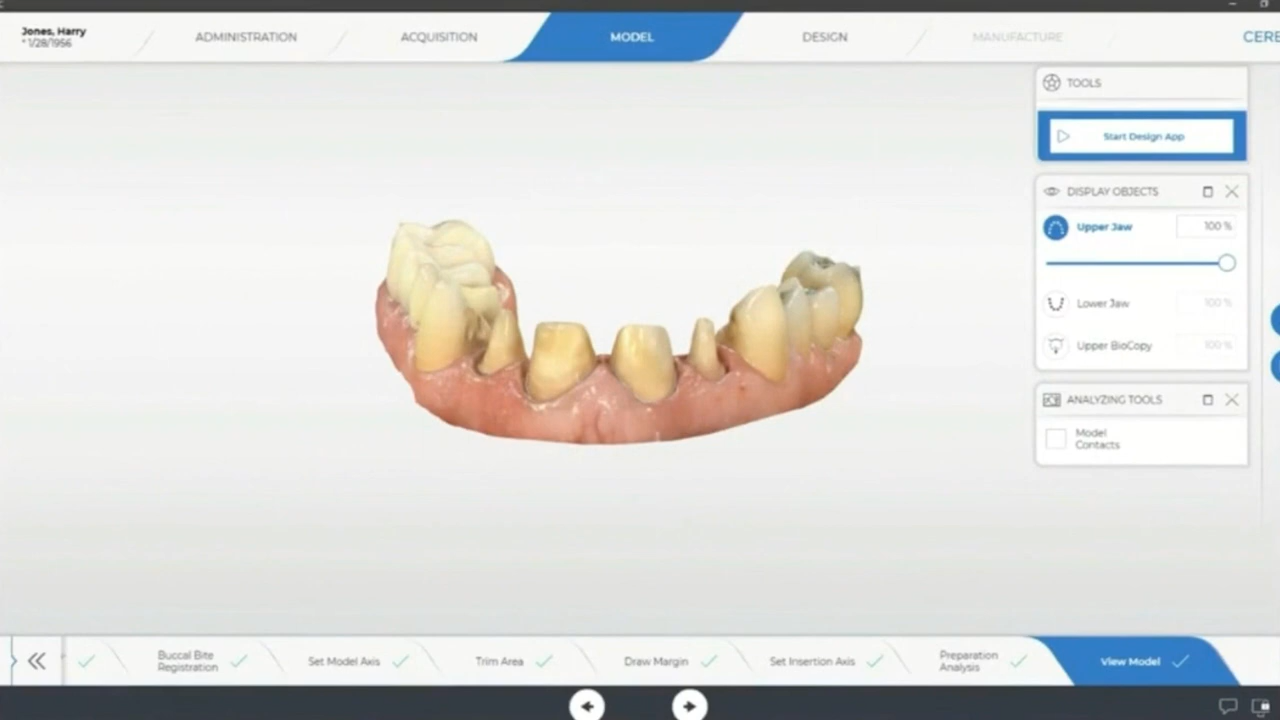 Jones, Harry
* 1/28/1956
ADMINISTRATION
ACQUISITION
MODEL
DESIGN
MANUFACTURE
CERE
TOOLS
Start Design App
DISPLAY OBJECTS
Upper Jaw
100 %
Lower Jaw
100 %
Upper BioCopy
100 %
ANALYZING TOOLS
Model
Contacts
Buccal Bite
Registration
Set Model Axis
Trim Area
Draw Margin
Set Insertion Axis
Preparation
Analysis
View Model